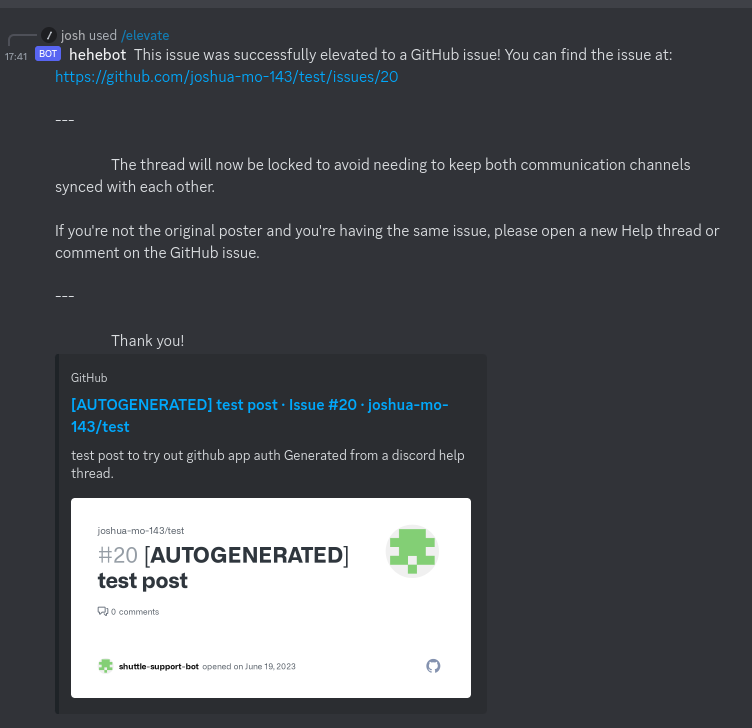 josh used /elevate
17:41 BOT hehebot This issue was successfully elevated to a GitHub issue! You can find the issue at:
https://github.com/joshua-mo-143/test/issues/20
---
The thread will now be locked to avoid needing to keep both communication channels
synced with each other.
If you're not the original poster and you're having the same issue, please open a new Help thread or
comment on the GitHub issue.
---
Thank you!
GitHub
[AUTOGENERATED] test post · Issue #20 · joshua-mo-
143/test
test post to try out github app auth Generated from a discord help
thread.
joshua-mo-143/test
#20 [AUTOGENERATED]
test post
0 comments
shuttle-support-bot opened on June 19, 2023